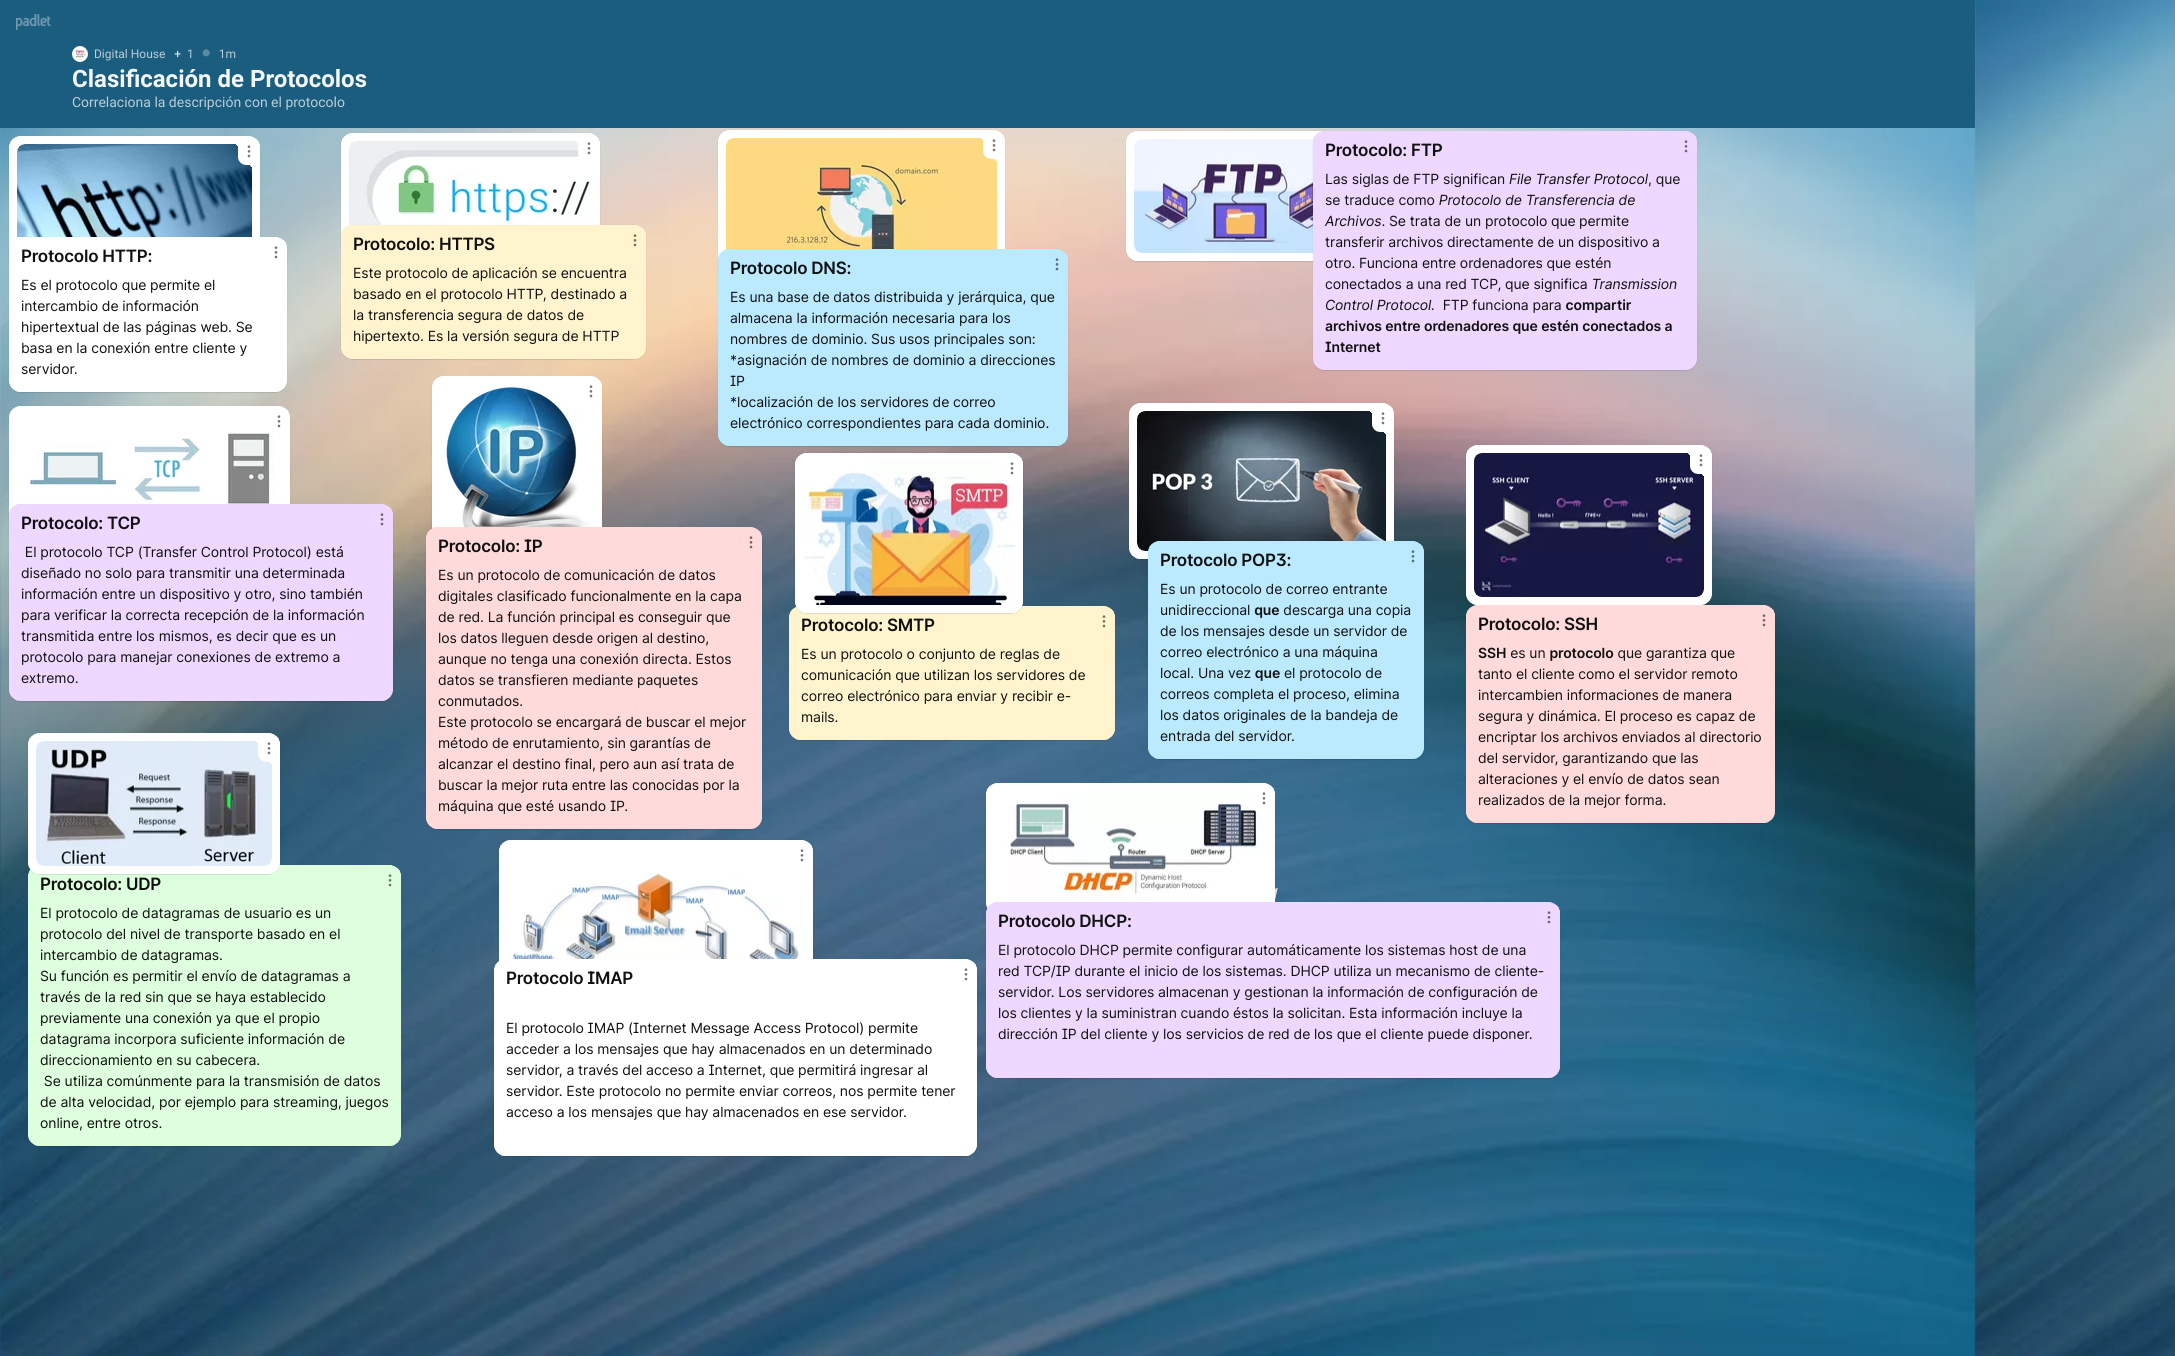 padlet
Digital House + 1 1m
Clasificación de Protocolos
Correlaciona la descripción con el protocolo
http://www
Protocolo HTTP:
Es el protocolo que permite el
intercambio de información
hipertextual de las páginas web. Se
basa en la conexión entre cliente y
servidor.
https://
Protocolo: HTTPS
Este protocolo de aplicación se encuentra
basado en el protocolo HTTP, destinado a
la transferencia segura de datos de
hipertexto. Es la versión segura de HTTP
domain.com
216.3.128.12
Protocolo DNS:
Es una base de datos distribuida y jerárquica, que
almacena la información necesaria para los
nombres de dominio. Sus usos principales son:
*asignación de nombres de dominio a direcciones
IP
*localización de los servidores de correo
electrónico correspondientes para cada dominio.
FTP
Protocolo: FTP
Las siglas de FTP significan File Transfer Protocol, que
se traduce como Protocolo de Transferencia de
Archivos. Se trata de un protocolo que permite
transferir archivos directamente de un dispositivo a
otro. Funciona entre ordenadores que estén
conectados a una red TCP, que significa Transmission
Control Protocol.  FTP funciona para compartir
archivos entre ordenadores que estén conectados a
Internet
TCP
Protocolo: TCP
El protocolo TCP (Transfer Control Protocol) está
diseñado no solo para transmitir una determinada
información entre un dispositivo y otro, sino también
para verificar la correcta recepción de la información
transmitida entre los mismos, es decir que es un
protocolo para manejar conexiones de extremo a
extremo.
IP
Protocolo: IP
Es un protocolo de comunicación de datos
digitales clasificado funcionalmente en la capa
de red. La función principal es conseguir que
los datos lleguen desde origen al destino,
aunque no tenga una conexión directa. Estos
datos se transfieren mediante paquetes
conmutados.
Este protocolo se encargará de buscar el mejor
método de enrutamiento, sin garantías de
alcanzar el destino final, pero aun así trata de
buscar la mejor ruta entre las conocidas por la
máquina que esté usando IP.
SMTP
Protocolo: SMTP
Es un protocolo o conjunto de reglas de
comunicación que utilizan los servidores de
correo electrónico para enviar y recibir e-
mails.
POP 3
Protocolo POP3:
Es un protocolo de correo entrante
unidireccional que descarga una copia
de los mensajes desde un servidor de
correo electrónico a una máquina
local. Una vez que el protocolo de
correos completa el proceso, elimina
los datos originales de la bandeja de
entrada del servidor.
SSH CLIENT
SSH SERVER
Hello !
Hello !
Protocolo: SSH
SSH es un protocolo que garantiza que
tanto el cliente como el servidor remoto
intercambien informaciones de manera
segura y dinámica. El proceso es capaz de
encriptar los archivos enviados al directorio
del servidor, garantizando que las
alteraciones y el envío de datos sean
realizados de la mejor forma.
UDP
Request
Response
Response
Client
Server
Protocolo: UDP
El protocolo de datagramas de usuario es un
protocolo del nivel de transporte basado en el
intercambio de datagramas.
Su función es permitir el envío de datagramas a
través de la red sin que se haya establecido
previamente una conexión ya que el propio
datagrama incorpora suficiente información de
direccionamiento en su cabecera.
Se utiliza comúnmente para la transmisión de datos
de alta velocidad, por ejemplo para streaming, juegos
online, entre otros.
IMAP
IMAP
IMAP
IMAP
Email Server
SmartPhone
Protocolo IMAP
El protocolo IMAP (Internet Message Access Protocol) permite
acceder a los mensajes que hay almacenados en un determinado
servidor, a través del acceso a Internet, que permitirá ingresar al
servidor. Este protocolo no permite enviar correos, nos permite tener
acceso a los mensajes que hay almacenados en ese servidor.
DHCP Client
Router
DHCP Server
DHCP
Dynamic Host
Configuration Protocol
Protocolo DHCP:
El protocolo DHCP permite configurar automáticamente los sistemas host de una
red TCP/IP durante el inicio de los sistemas. DHCP utiliza un mecanismo de cliente-
servidor. Los servidores almacenan y gestionan la información de configuración de
los clientes y la suministran cuando éstos la solicitan. Esta información incluye la
dirección IP del cliente y los servicios de red de los que el cliente puede disponer.